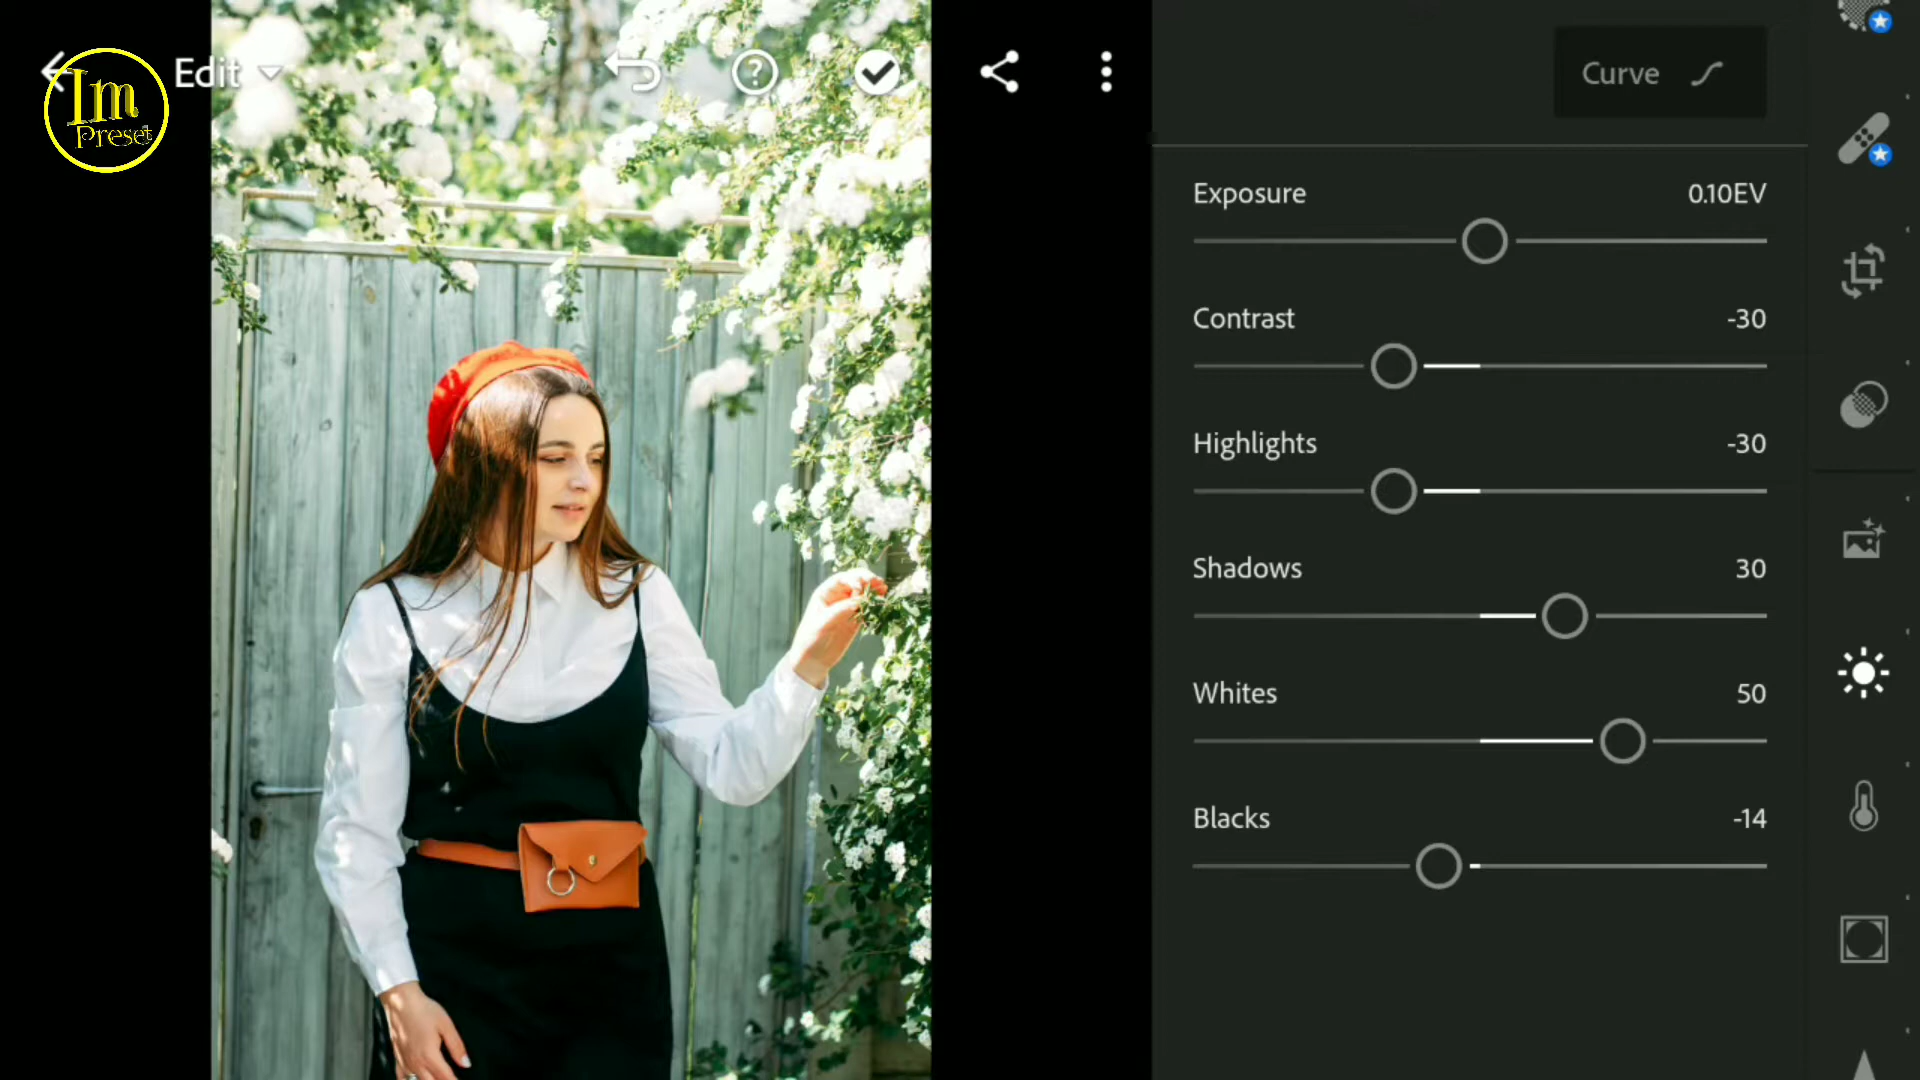 Edit
Im
Preset
?
Curve
Exposure 0.10EV
Contrast -30
Highlights -30
Shadows 30
Whites 50
Blacks -14